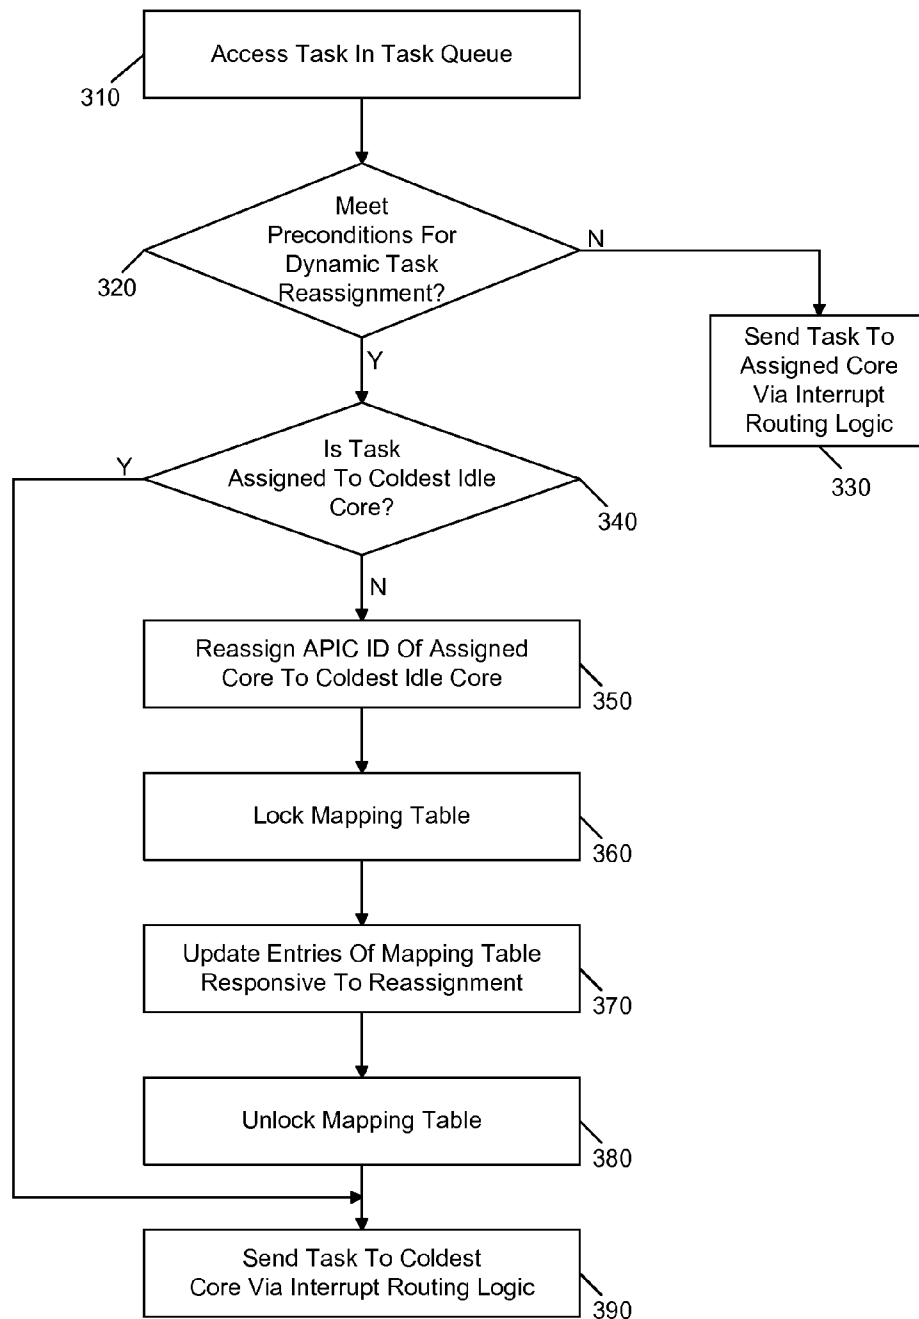 Access Task In Task Queue
310
Meet
Preconditions For
Dynamic Task
Reassignment?
320
N
Y
Send Task To
Assigned Core
Via Interrupt
Routing Logic
330
Is Task
Assigned To Coldest Idle
Core?
340
Y
N
Reassign APIC ID Of Assigned
Core To Coldest Idle Core
350
Lock Mapping Table
360
Update Entries Of Mapping Table
Responsive To Reassignment
370
Unlock Mapping Table
380
Send Task To Coldest
Core Via Interrupt Routing Logic
390